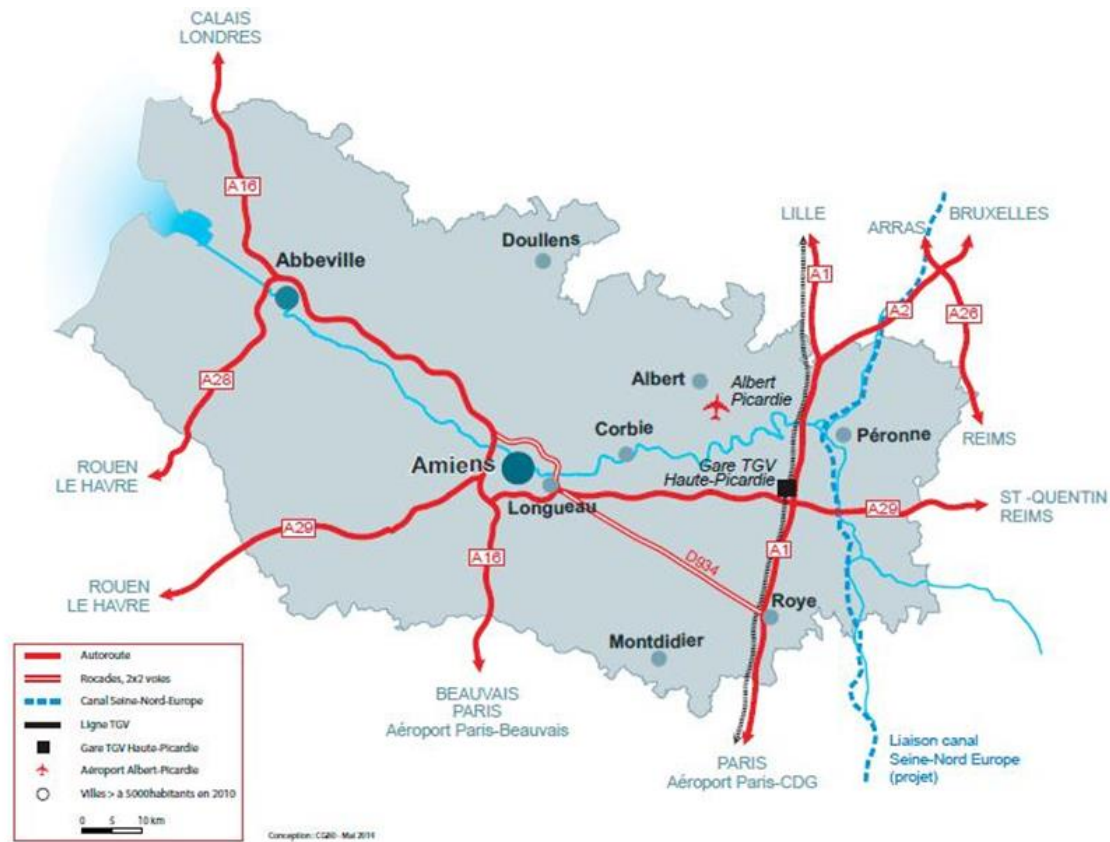 CALAIS
LONDRES
A16
Abbeville
Doullens
LILLE
ARRAS
BRUXELLES
A1
A2
A26
A28
Albert
Albert
Picardie
Corbie
Péronne
REIMS
ROUEN
LE HAVRE
Amiens
Gare TGV
Haute-Picardie
Longueau
A29
ST -QUENTIN
REIMS
A29
A16
D934
A1
ROUEN
LE HAVRE
Roye
Montdidier
BEAUVAIS
PARIS
Aéroport Paris-Beauvais
PARIS
Aéroport Paris-CDG
Liaison canal
Seine-Nord Europe
(projet)
Autoroute
Rocades, 2x2 voies
Canal Seine-Nord-Europe
Ligne TGV
Gare TGV Haute-Picardie
Aéroport Albert-Picardie
Villes > à 5000habitants en 2010
0 5 10 km
Conception : CG80 - Mai 2014